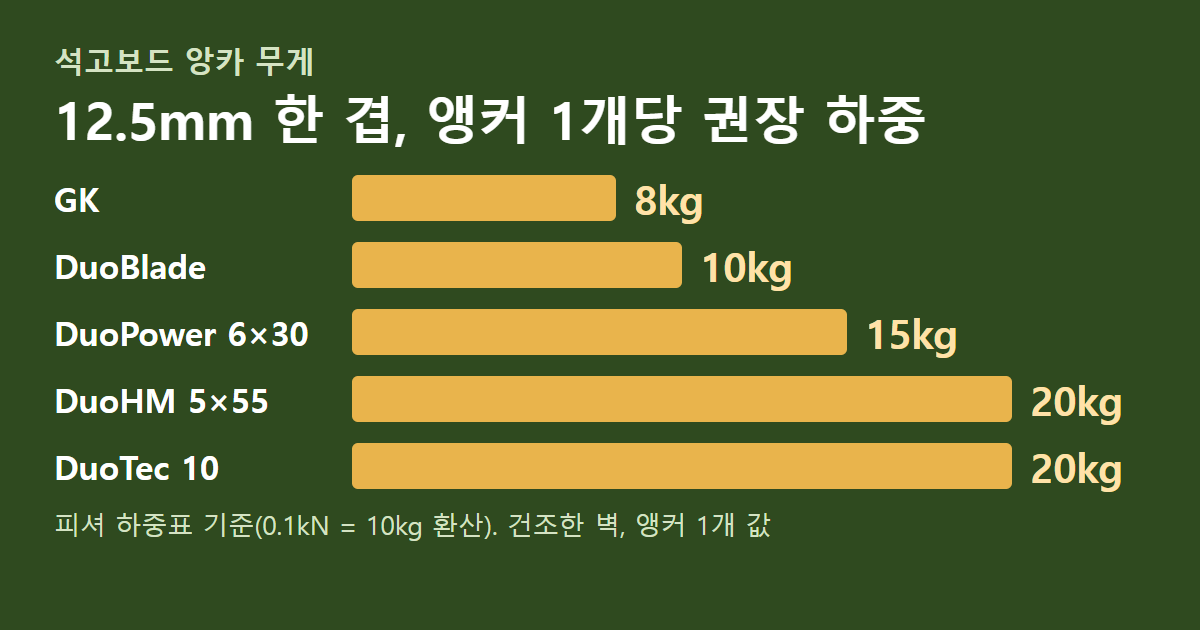 석고보드 앙카 무게
12.5mm 한 겹, 앵커 1개당 권장 하중
GK 8kg
DuoBlade 10kg
DuoPower 6×30 15kg
DuoHM 5×55 20kg
DuoTec 10 20kg
피셔 하중표 기준(0.1kN = 10kg 환산). 건조한 벽, 앵커 1개 값